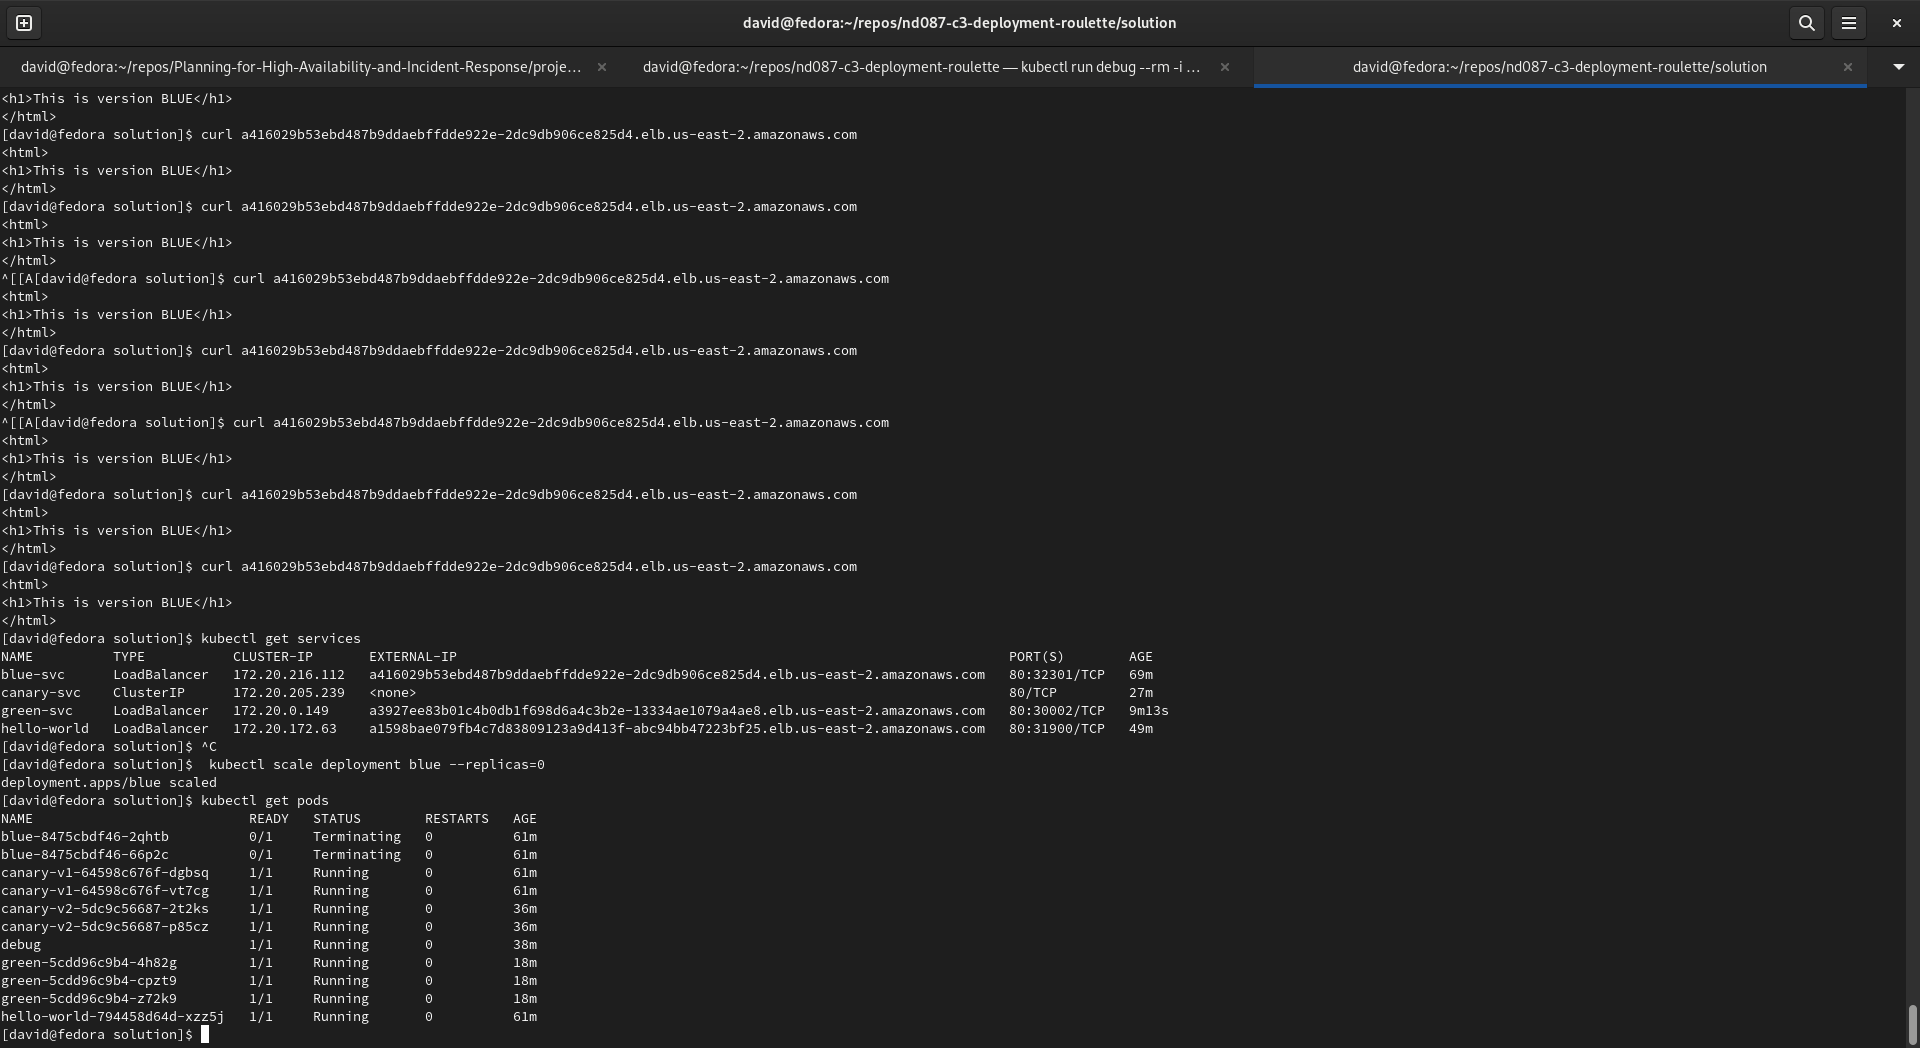 david@fedora:~/repos/nd087-c3-deployment-roulette/solution
david@fedora:~/repos/Planning-for-High-Availability-and-Incident-Response/proje...
david@fedora:~/repos/nd087-c3-deployment-roulette — kubectl run debug --rm -i ...
david@fedora:~/repos/nd087-c3-deployment-roulette/solution
<h1>This is version BLUE</h1>
</html>
[david@fedora solution]$ curl a416029b53ebd487b9ddaebffdde922e-2dc9db906ce825d4.elb.us-east-2.amazonaws.com
<html>
<h1>This is version BLUE</h1>
</html>
[david@fedora solution]$ curl a416029b53ebd487b9ddaebffdde922e-2dc9db906ce825d4.elb.us-east-2.amazonaws.com
<html>
<h1>This is version BLUE</h1>
</html>
^[[A[david@fedora solution]$ curl a416029b53ebd487b9ddaebffdde922e-2dc9db906ce825d4.elb.us-east-2.amazonaws.com
<html>
<h1>This is version BLUE</h1>
</html>
[david@fedora solution]$ curl a416029b53ebd487b9ddaebffdde922e-2dc9db906ce825d4.elb.us-east-2.amazonaws.com
<html>
<h1>This is version BLUE</h1>
</html>
^[[A[david@fedora solution]$ curl a416029b53ebd487b9ddaebffdde922e-2dc9db906ce825d4.elb.us-east-2.amazonaws.com
<html>
<h1>This is version BLUE</h1>
</html>
[david@fedora solution]$ curl a416029b53ebd487b9ddaebffdde922e-2dc9db906ce825d4.elb.us-east-2.amazonaws.com
<html>
<h1>This is version BLUE</h1>
</html>
[david@fedora solution]$ curl a416029b53ebd487b9ddaebffdde922e-2dc9db906ce825d4.elb.us-east-2.amazonaws.com
<html>
<h1>This is version BLUE</h1>
</html>
[david@fedora solution]$ kubectl get services
NAME          TYPE           CLUSTER-IP       EXTERNAL-IP                                                                     PORT(S)        AGE
blue-svc      LoadBalancer   172.20.216.112   a416029b53ebd487b9ddaebffdde922e-2dc9db906ce825d4.elb.us-east-2.amazonaws.com   80:32301/TCP   69m
canary-svc    ClusterIP      172.20.205.239   <none>                                                                          80/TCP         27m
green-svc     LoadBalancer   172.20.0.149     a3927ee83b01c4b0db1f698d6a4c3b2e-13334ae1079a4ae8.elb.us-east-2.amazonaws.com   80:30002/TCP   9m13s
hello-world   LoadBalancer   172.20.172.63    a1598bae079fb4c7d83809123a9d413f-abc94bb47223bf25.elb.us-east-2.amazonaws.com   80:31900/TCP   49m
[david@fedora solution]$ ^C
[david@fedora solution]$  kubectl scale deployment blue --replicas=0
deployment.apps/blue scaled
[david@fedora solution]$ kubectl get pods
NAME                           READY   STATUS        RESTARTS   AGE
blue-8475cbdf46-2qhtb          0/1     Terminating   0          61m
blue-8475cbdf46-66p2c          0/1     Terminating   0          61m
canary-v1-64598c676f-dgbsq     1/1     Running       0          61m
canary-v1-64598c676f-vt7cg     1/1     Running       0          61m
canary-v2-5dc9c56687-2t2ks     1/1     Running       0          36m
canary-v2-5dc9c56687-p85cz     1/1     Running       0          36m
debug                          1/1     Running       0          38m
green-5cdd96c9b4-4h82g         1/1     Running       0          18m
green-5cdd96c9b4-cpzt9         1/1     Running       0          18m
green-5cdd96c9b4-z72k9         1/1     Running       0          18m
hello-world-794458d64d-xzz5j   1/1     Running       0          61m
[david@fedora solution]$